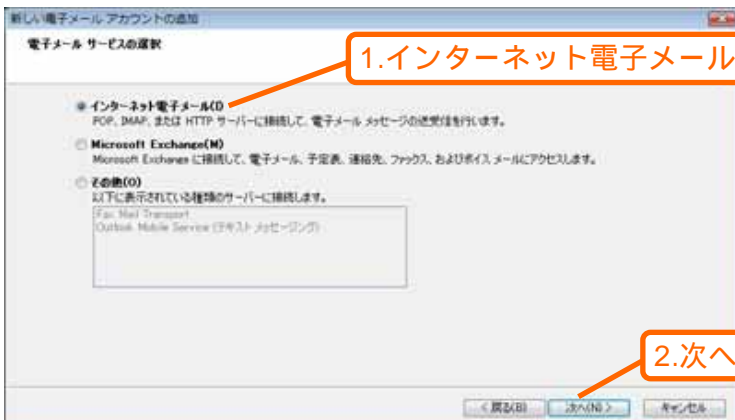 新しい電子メール アカウントの追加
電子メール サービスの選択
1.インターネット電子メール
インターネット電子メール(I)
POP、IMAP、または HTTP サーバーに接続して、電子メール メッセージの送受信を行います。
Microsoft Exchange(M)
Microsoft Exchange に接続して、電子メール、予定表、連絡先、ファックス、およびボイス メールにアクセスします。
その他(O)
以下に表示されている種類のサーバーに接続します。
Fax Mail Transport
Outlook Mobile Service (テキスト メッセージング)
2.次へ
< 戻る(B)
次へ(N) >
キャンセル